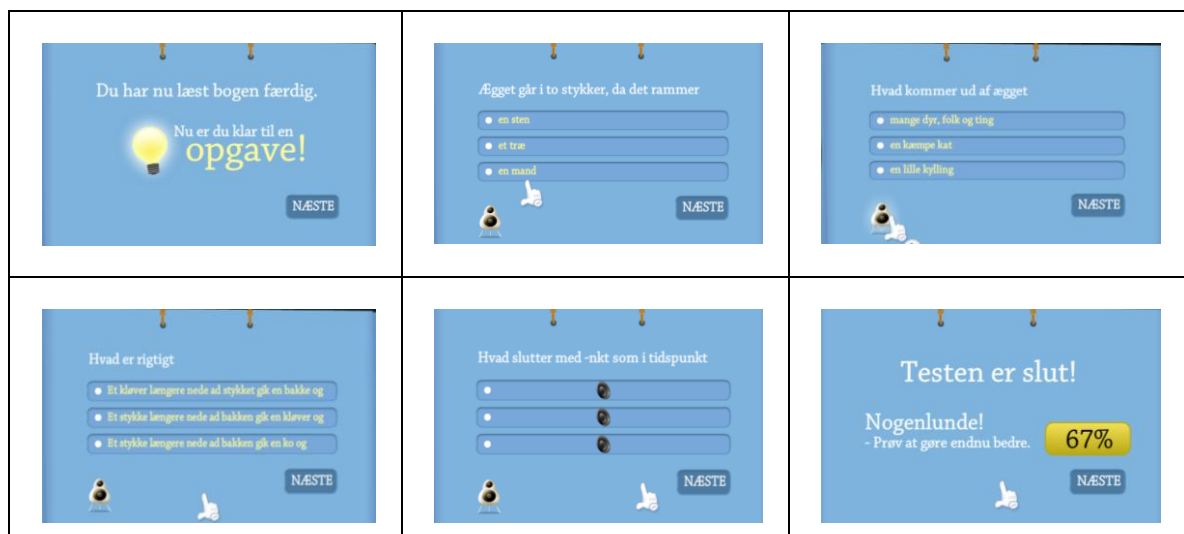 Du har nu læst bogen færdig.
Nu er du klar til en
opgave!
NÆSTE
Ægget går i to stykker, da det rammer
en sten
et træ
en mand
NÆSTE
Hvad kommer ud af ægget
mange dyr, folk og ting
en kæmpe kat
en lille kylling
NÆSTE
Hvad er rigtigt
Et kløver længere nede ad stykket gik en bakke og
Et stykke længere nede ad bakken gik en kløver og
Et stykke længere nede ad bakken gik en ko og
NÆSTE
Hvad slutter med -nkt som i tidspunkt
NÆSTE
Testen er slut!
Nogenlunde!
- Prøv at gøre endnu bedre.
67%
NÆSTE